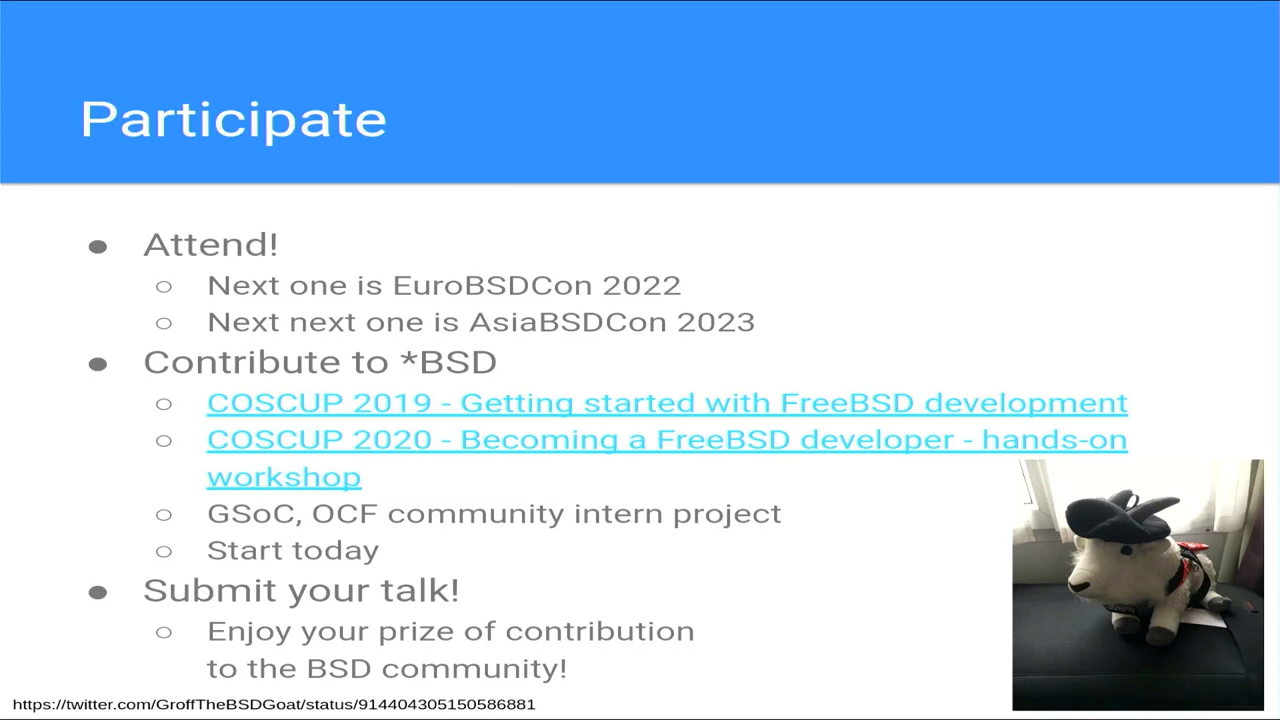 Participate
● Attend!
○ Next one is EuroBSDCon 2022
○ Next next one is AsiaBSDCon 2023
● Contribute to *BSD
○ COSCUP 2019 - Getting started with FreeBSD development
○ COSCUP 2020 - Becoming a FreeBSD developer - hands-on
workshop
○ GSoC, OCF community intern project
○ Start today
● Submit your talk!
○ Enjoy your prize of contribution
to the BSD community!
https://twitter.com/GroffTheBSDGoat/status/914404305150586881